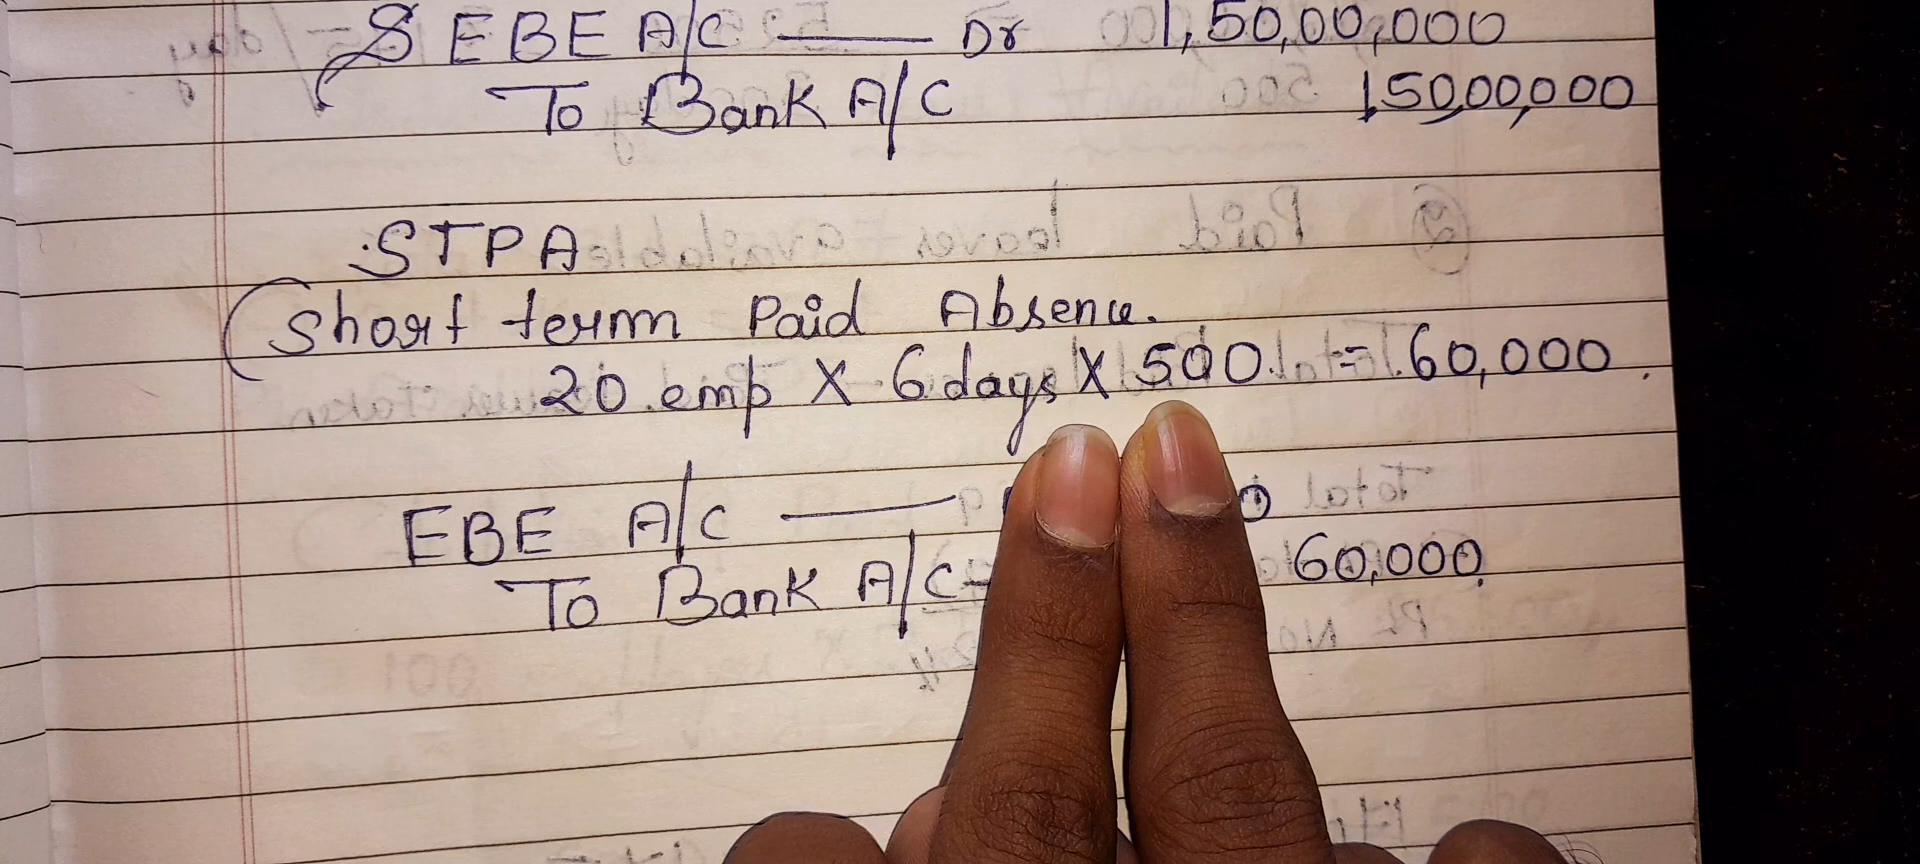 S EBE A/C —— Dr 1,50,00,000
To Bank A/C 1,50,00,000
STPA
(Short term Paid Absence.
20 emp X 6 days X 500. = 60,000.
EBE A/C ——
To Bank A/C - 60,000.